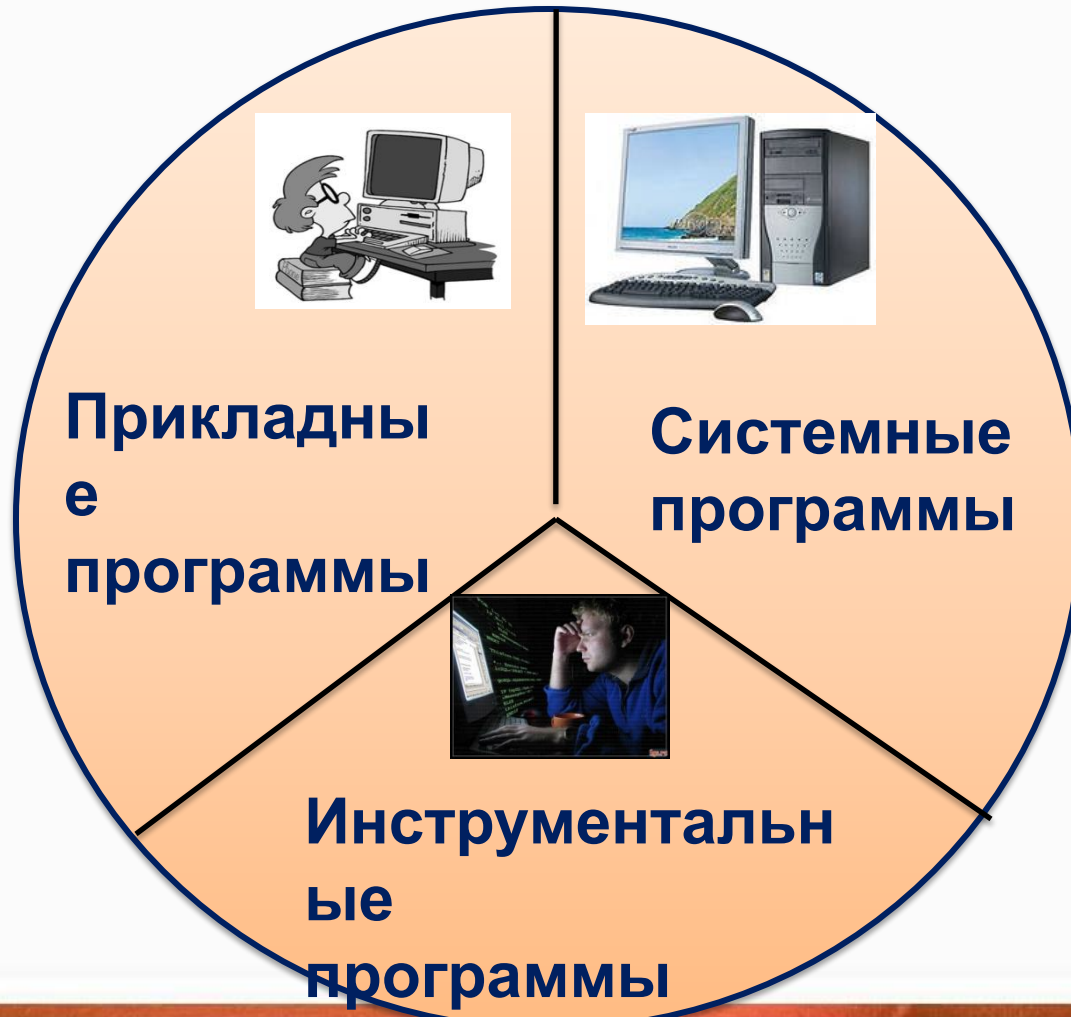 Прикладны
е
программы
Системные
программы
Инструментальн
ые
программы